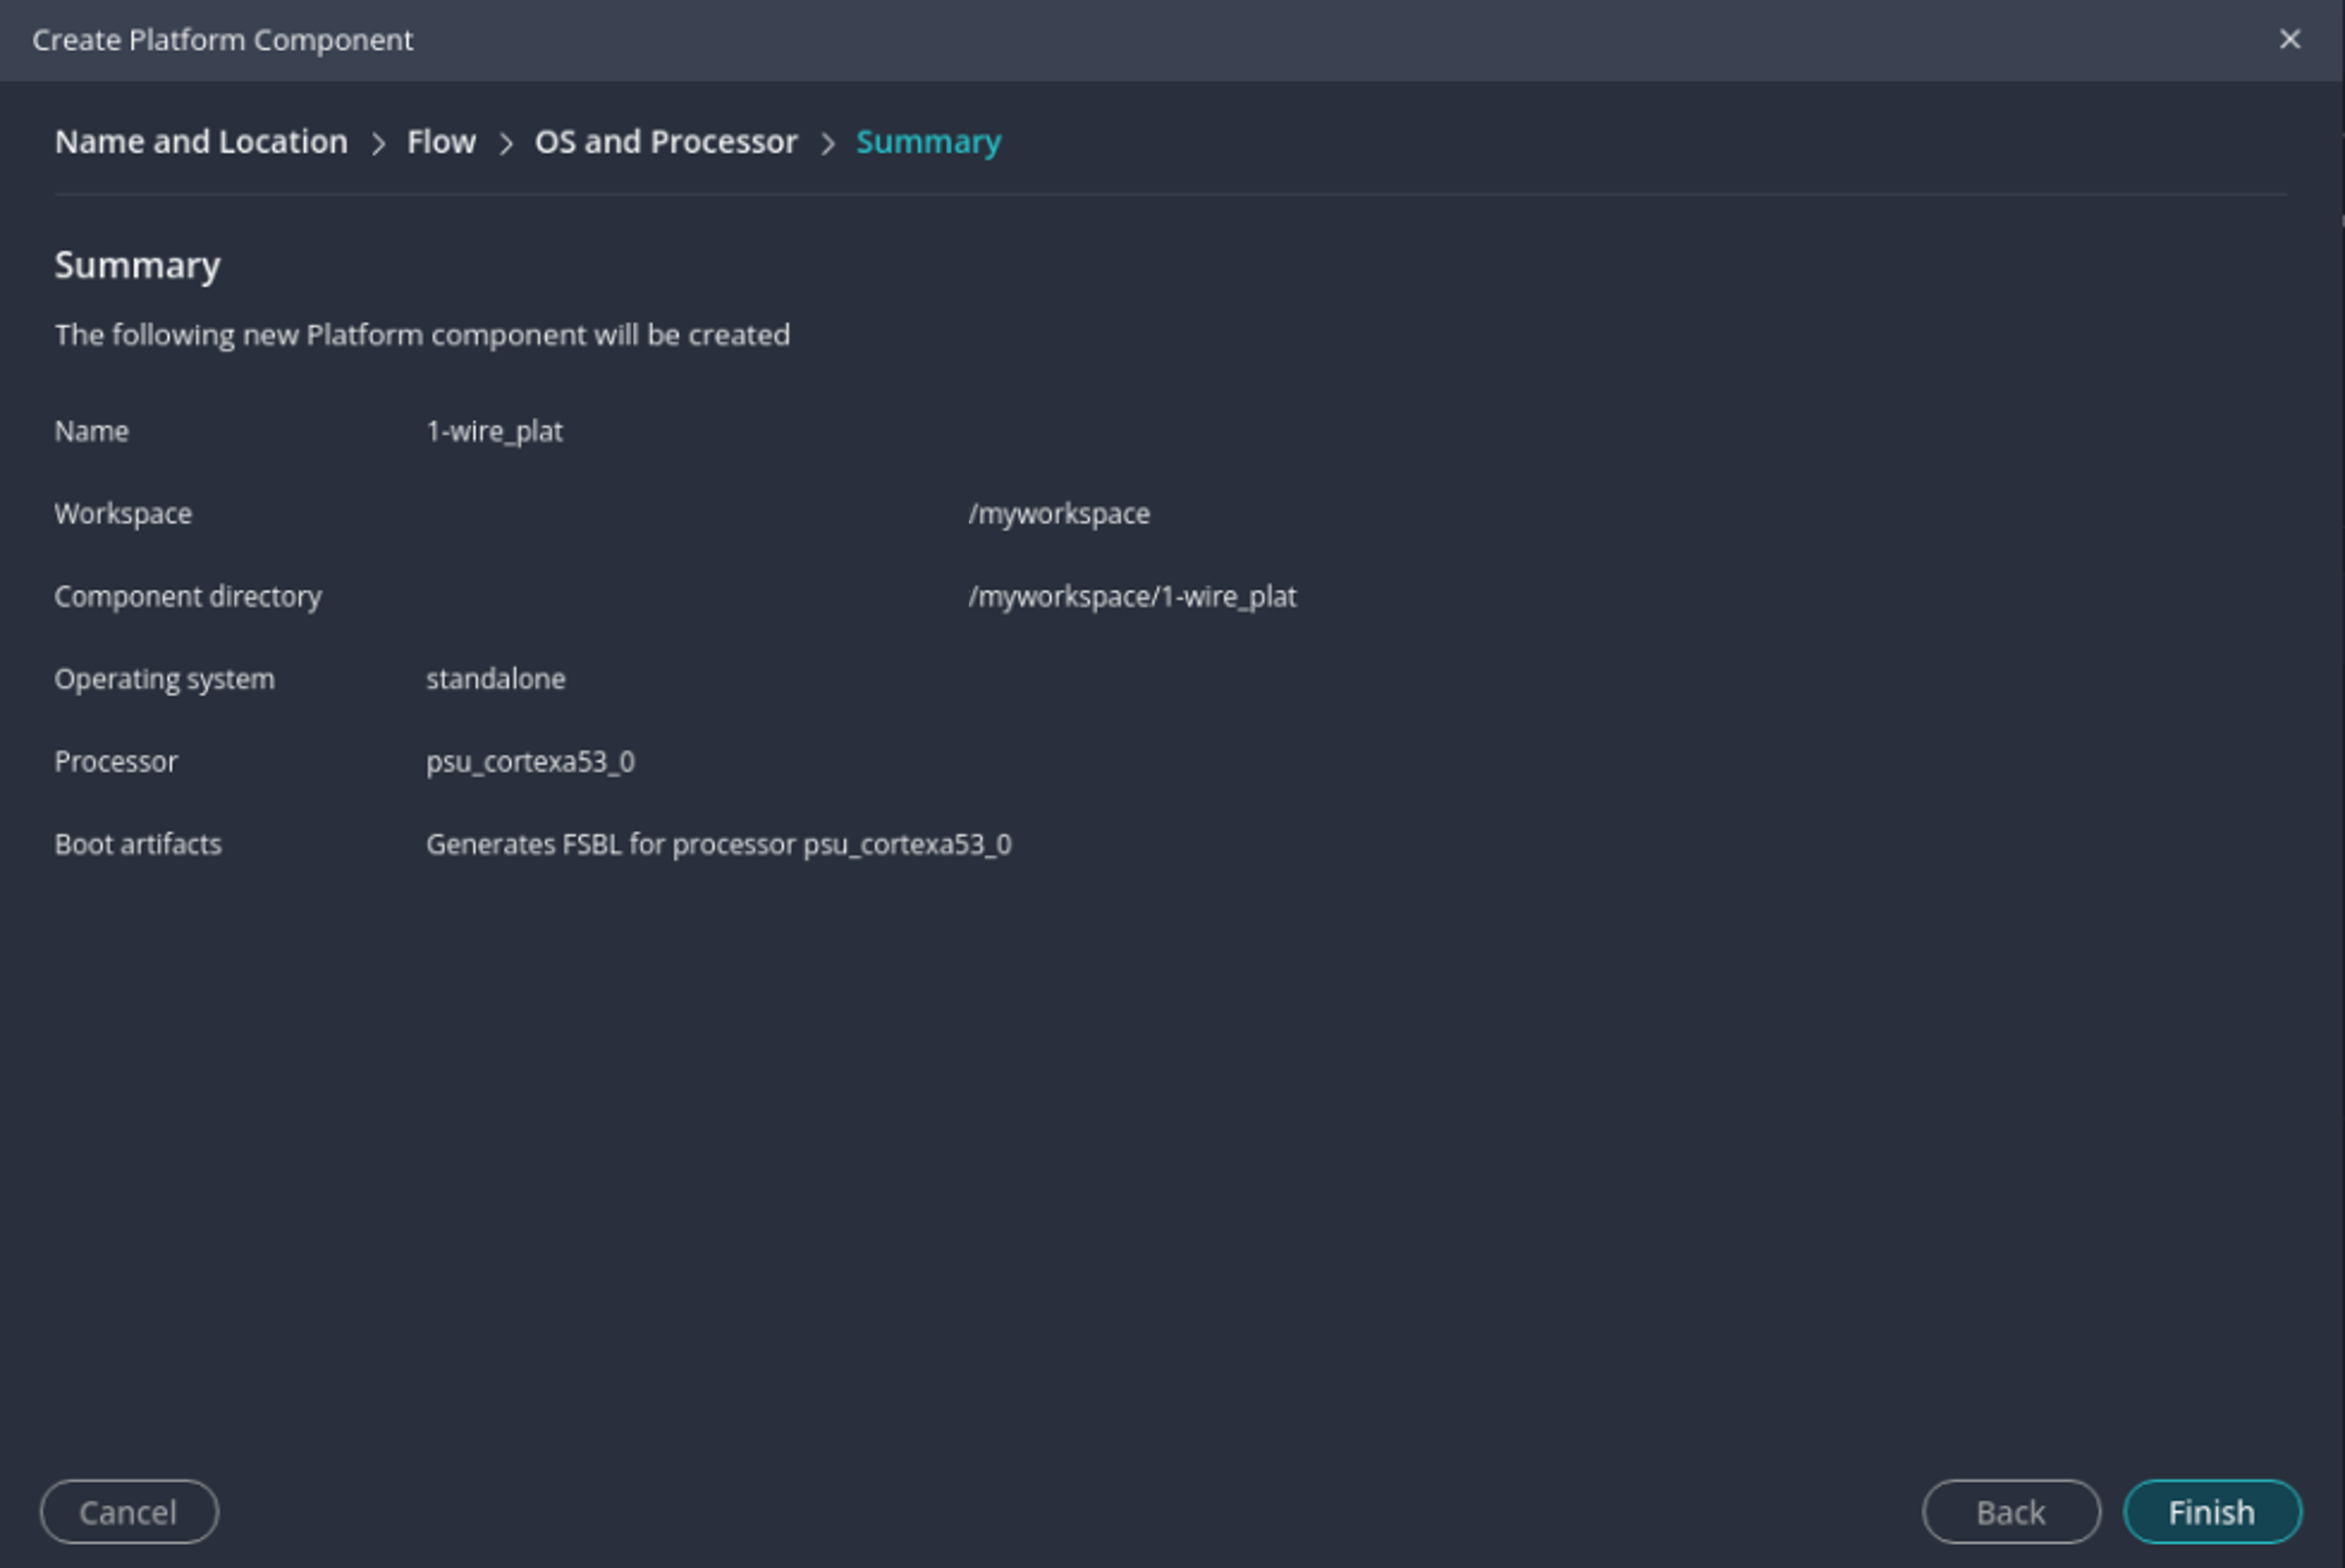 Create Platform Component
Name and Location > Flow > OS and Processor > Summary
Summary
The following new Platform component will be created
Name 1-wire_plat
Workspace /myworkspace
Component directory /myworkspace/1-wire_plat
Operating system standalone
Processor psu_cortexa53_0
Boot artifacts Generates FSBL for processor psu_cortexa53_0
Cancel Back Finish